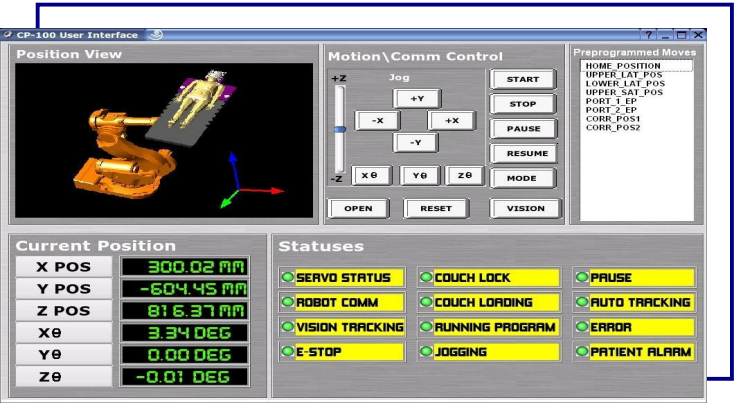 CP-100 User Interface
Position View
Motion\Comm Control
Preprogrammed Moves
+Z
Jog
+Y
-X
+X
-Y
-Z
Xθ
Yθ
Zθ
OPEN
RESET
START
STOP
PAUSE
RESUME
MODE
VISION
HOME_POSITION
UPPER_LAT_POS
LOWER_LAT_POS
UPPER_SAT_POS
PORT_1_EP
PORT_2_EP
CORR_POS1
CORR_POS2
Current Position
X POS 300.02 MM
Y POS -604.45 MM
Z POS 816.37 MM
Xθ 3.34 DEG
Yθ 0.00 DEG
Zθ -0.01 DEG
Statuses
SERVO STATUS COUCH LOCK PAUSE
ROBOT COMM COUCH LOADING AUTO TRACKING
VISION TRACKING RUNNING PROGRAM ERROR
E-STOP JOGGING PATIENT ALARM